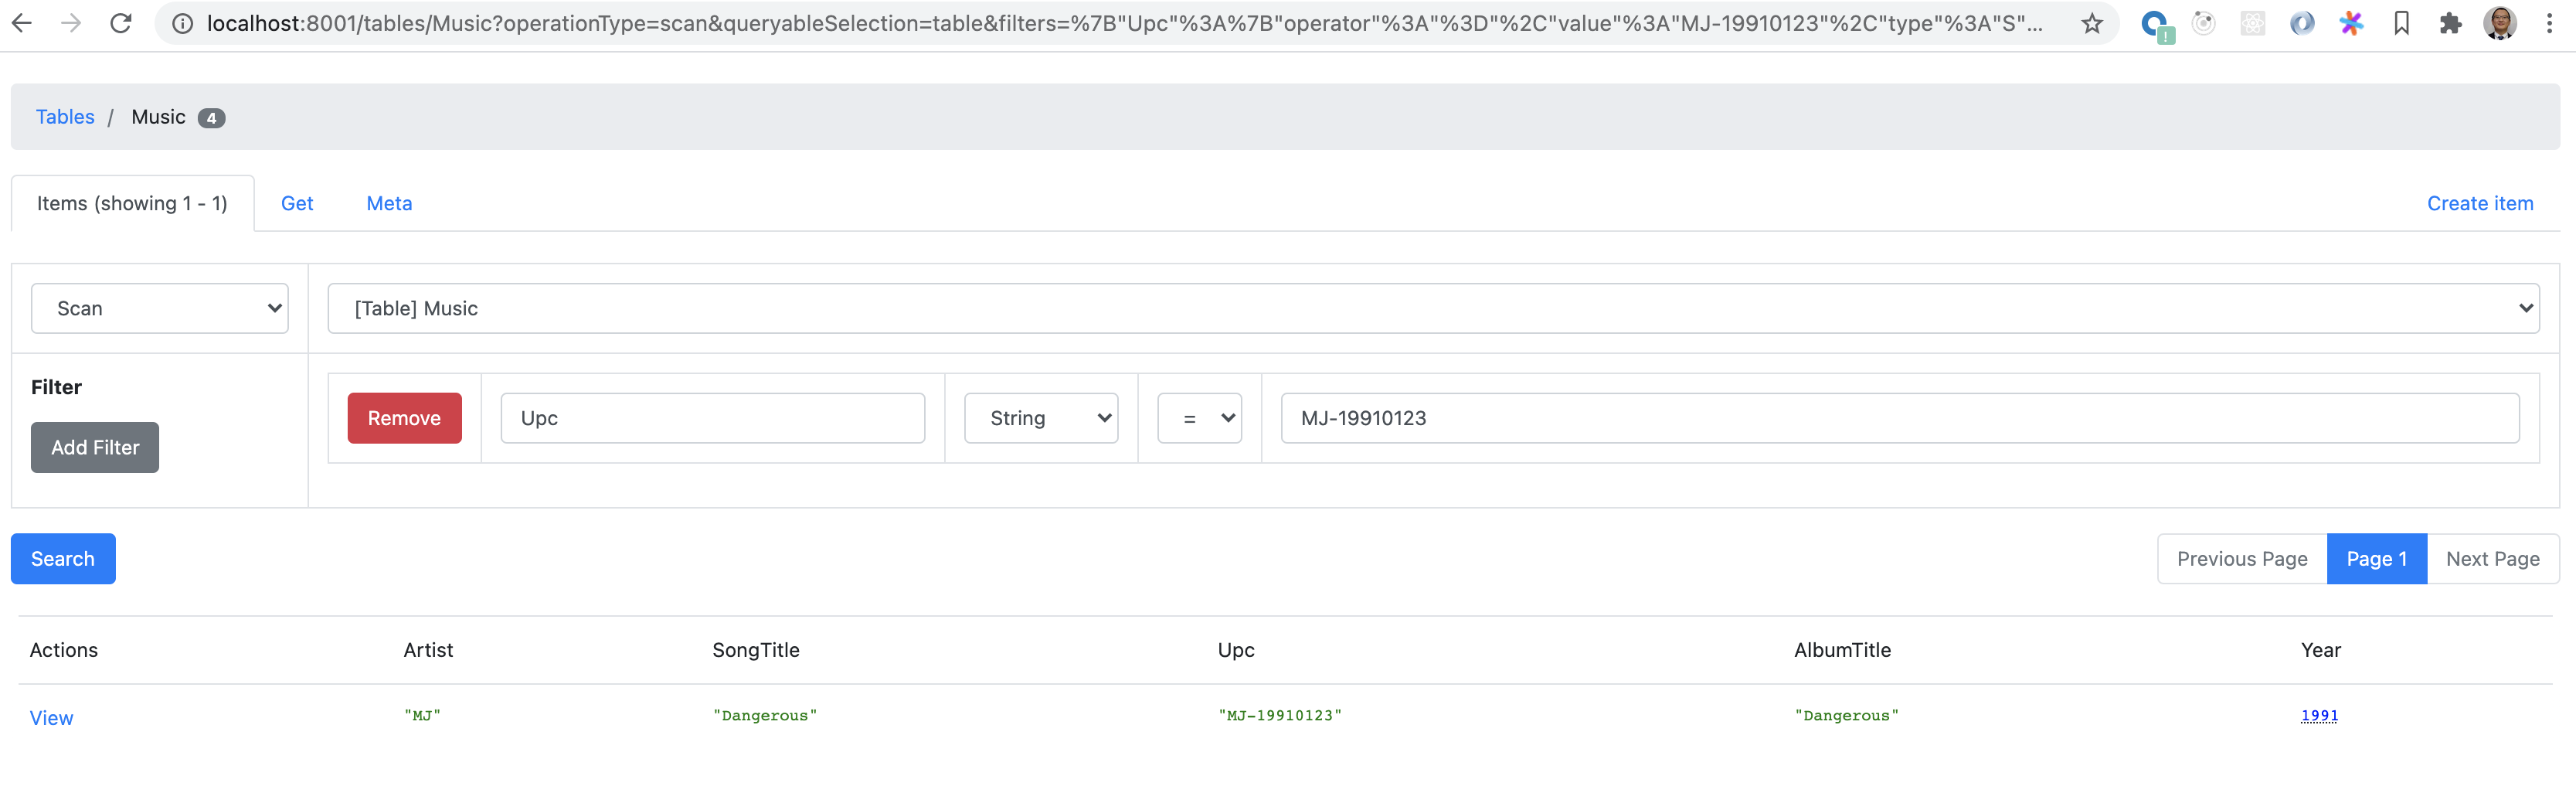 localhost:8001/tables/Music?operationType=scan&queryableSelection=table&filters=%7B"Upc"%3A%7B"operator"%3A"%3D"%2C"value"%3A"MJ-19910123"%2C"type"%3A"S"...
Tables / Music 4
Items (showing 1 - 1) Get Meta Create item
Scan [Table] Music
Filter
Remove Upc String = MJ-19910123
Add Filter
Search Previous Page Page 1 Next Page
Actions Artist SongTitle Upc AlbumTitle Year
View "MJ" "Dangerous" "MJ-19910123" "Dangerous" 1991